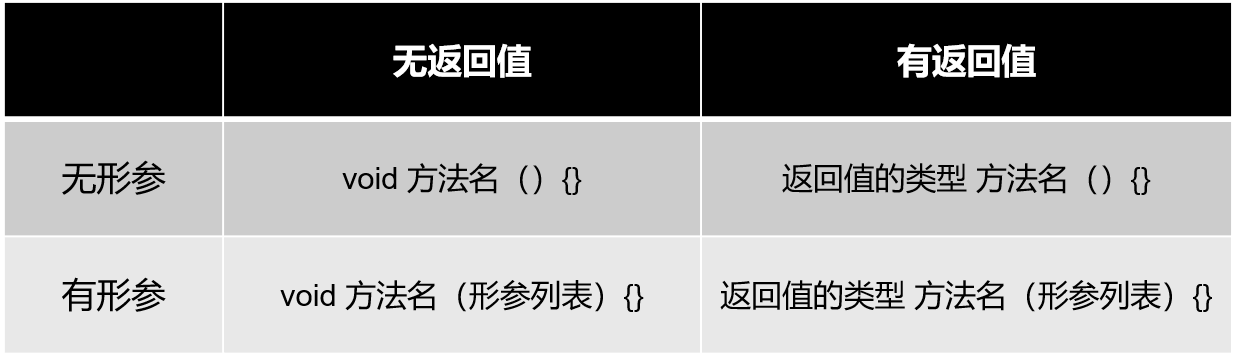 无返回值 有返回值
无形参 void 方法名（）{} 返回值的类型 方法名（）{}
有形参 void 方法名（形参列表）{} 返回值的类型 方法名（形参列表）{}